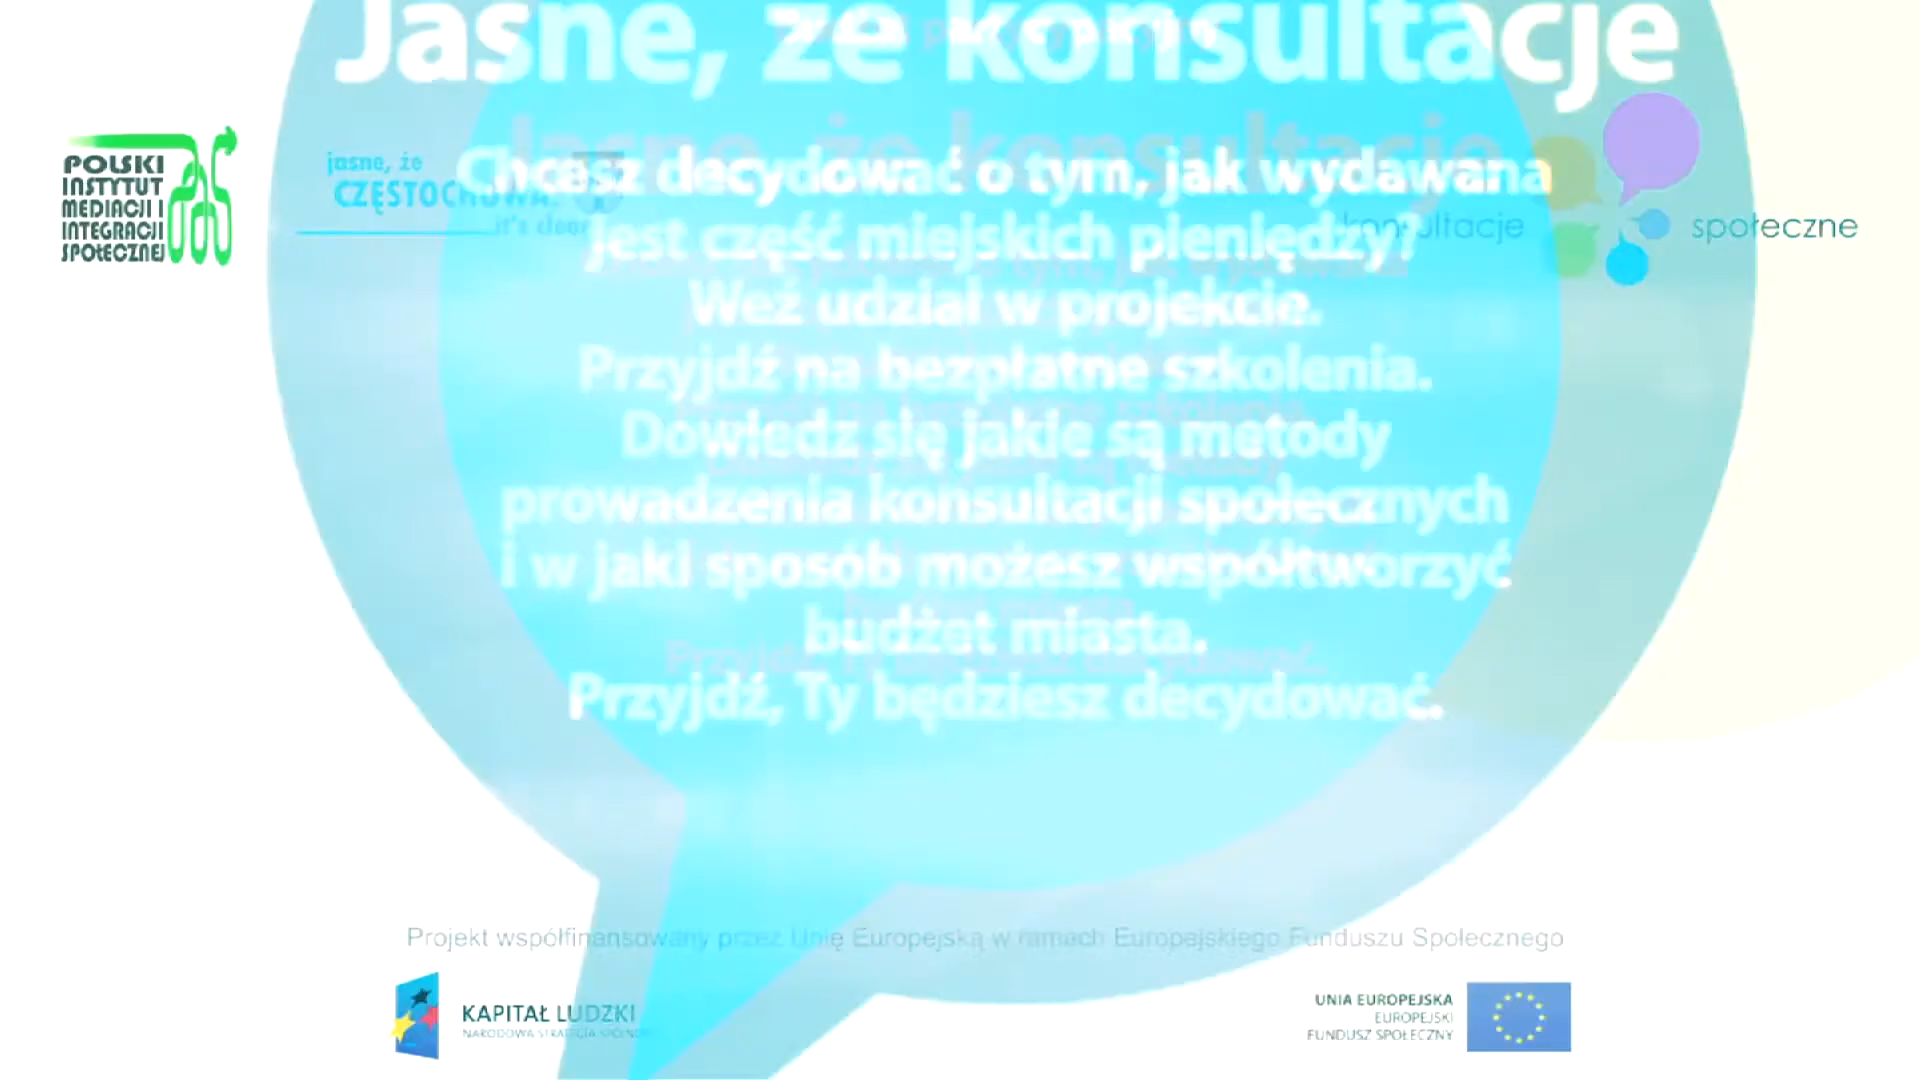 Jasne, że konsultacje
POLSKI
INSTYTUT
MEDIACJI I
INTEGRACJI
SPOŁECZNEJ
jasne, że
CZĘSTOCHOWA.
it's clear
konsultacje społeczne
Chcesz decydować o tym, jak wydawana
jest część miejskich pieniędzy?
Weź udział w projekcie.
Przyjdź na bezpłatne szkolenia.
Dowiedz się jakie są metody
prowadzenia konsultacji społecznych
i w jaki sposób możesz współtworzyć
budżet miasta.
Przyjdź, Ty będziesz decydować.
Projekt współfinansowany przez Unię Europejską w ramach Europejskiego Funduszu Społecznego
KAPITAŁ LUDZKI
NARODOWA STRATEGIA SPÓJNOŚCI
UNIA EUROPEJSKA
EUROPEJSKI
FUNDUSZ SPOŁECZNY